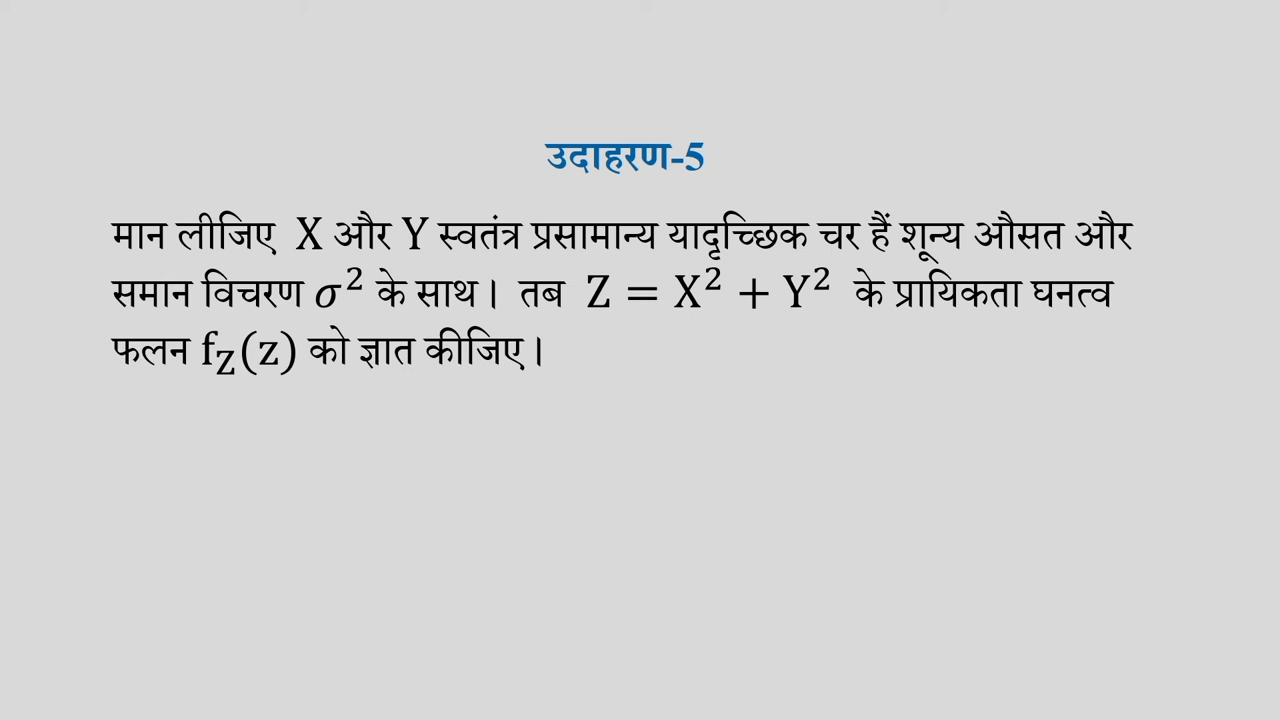 उदाहरण-5
मान लीजिए X और Y स्वतंत्र प्रसामान्य यादृच्छिक चर हैं शून्य औसत और
समान विचरण σ² के साथ। तब Z = X² + Y² के प्रायिकता घनत्व
फलन f_Z(z) को ज्ञात कीजिए।